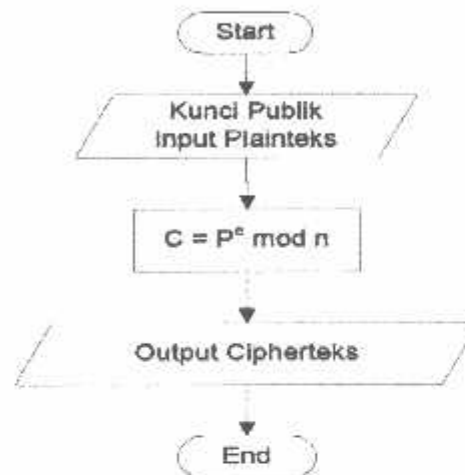 Start
Kunci Publik
Input Plainteks
C = P^e mod n
Output Cipherteks
End